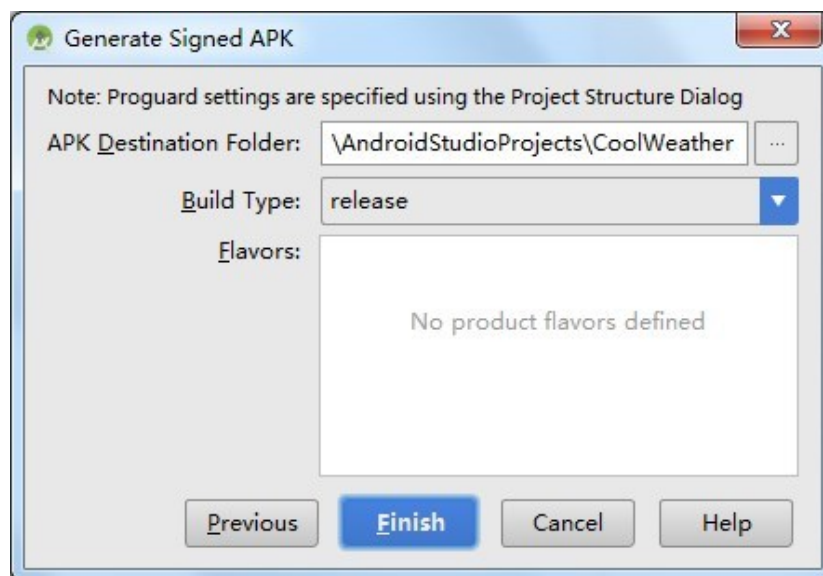 Generate Signed APK
Note: Proguard settings are specified using the Project Structure Dialog
APK Destination Folder: \AndroidStudioProjects\CoolWeather ...
Build Type: release
Flavors:
No product flavors defined
Previous Finish Cancel Help